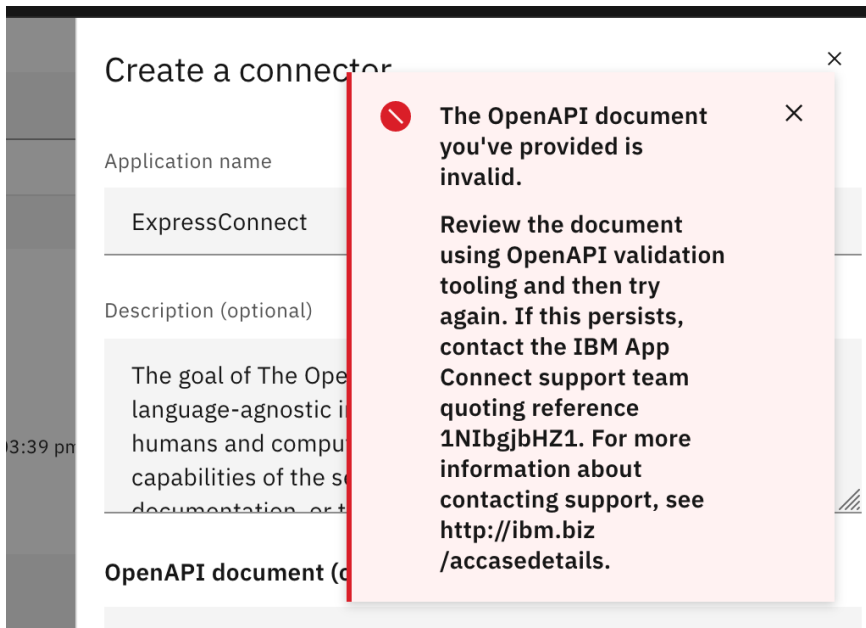 Create a connector
Application name
ExpressConnect
Description (optional)
The goal of The Ope
language-agnostic i
humans and compu
capabilities of the s
documentation, or t
OpenAPI document (
03:39 pm
The OpenAPI document
you've provided is
invalid.
Review the document
using OpenAPI validation
tooling and then try
again. If this persists,
contact the IBM App
Connect support team
quoting reference
1NIbgjbHZ1. For more
information about
contacting support, see
http://ibm.biz
/accasedetails.